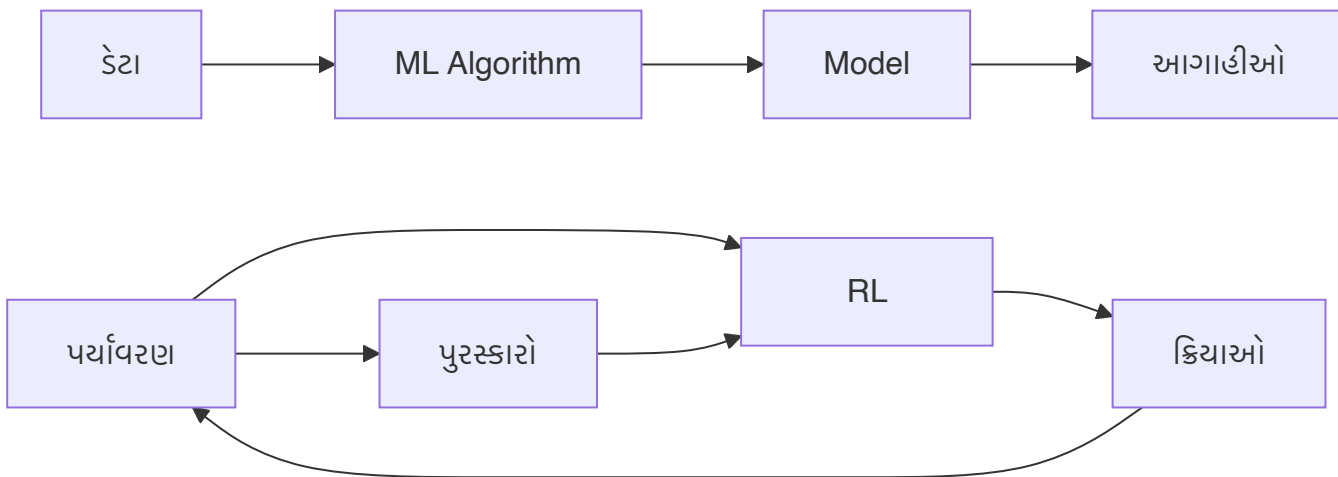 ડેટા
ML Algorithm
Model
આગાહીઓ
પર્યાવરણ
પુરસ્કારો
RL
ક્રિયાઓ